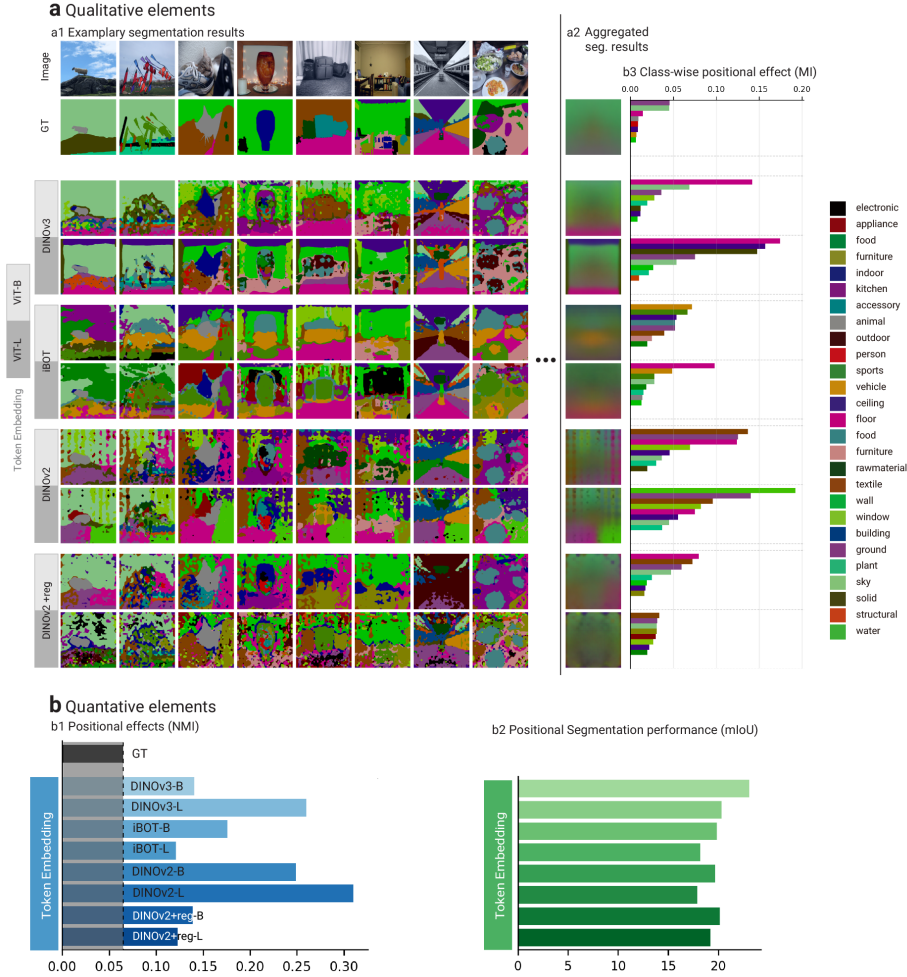 a Qualitative elements
a1 Examplary segmentation results
a2 Aggregated
seg. results
b3 Class-wise positional effect (MI)
0.00 0.05 0.10 0.15 0.20
Image
GT
DINOv3
iBOT
DINOv2
DINOv2 +reg
ViT-B
ViT-L
Token Embedding
•••
electronic
appliance
food
furniture
indoor
kitchen
accessory
animal
outdoor
person
sports
vehicle
ceiling
floor
food
furniture
rawmaterial
textile
wall
window
building
ground
plant
sky
solid
structural
water
b Quantative elements
b1 Positional effects (NMI)
GT
DINOv3-B
DINOv3-L
iBOT-B
iBOT-L
DINOv2-B
DINOv2-L
DINOv2+reg-B
DINOv2+reg-L
Token Embedding
0.00 0.05 0.10 0.15 0.20 0.25 0.30
b2 Positional Segmentation performance (mIoU)
Token Embedding
0 5 10 15 20